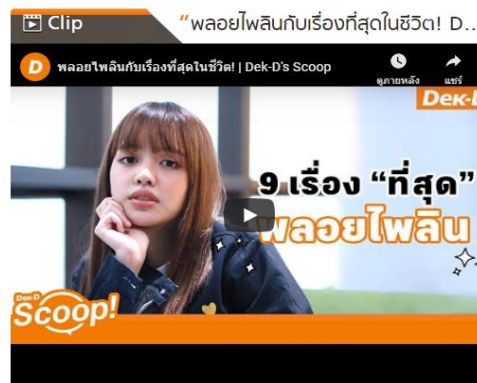 Clip
“พลอยไพลินกับเรื่องที่สุดในชีวิต! D...
D
พลอยไพลินกับเรื่องที่สุดในชีวิต! | Dek-D's Scoop
ดูภายหลัง
แชร์
Dek-D
9 เรื่อง “ที่สุด”
พลอยไพลิน
Dek-D
Scoop!